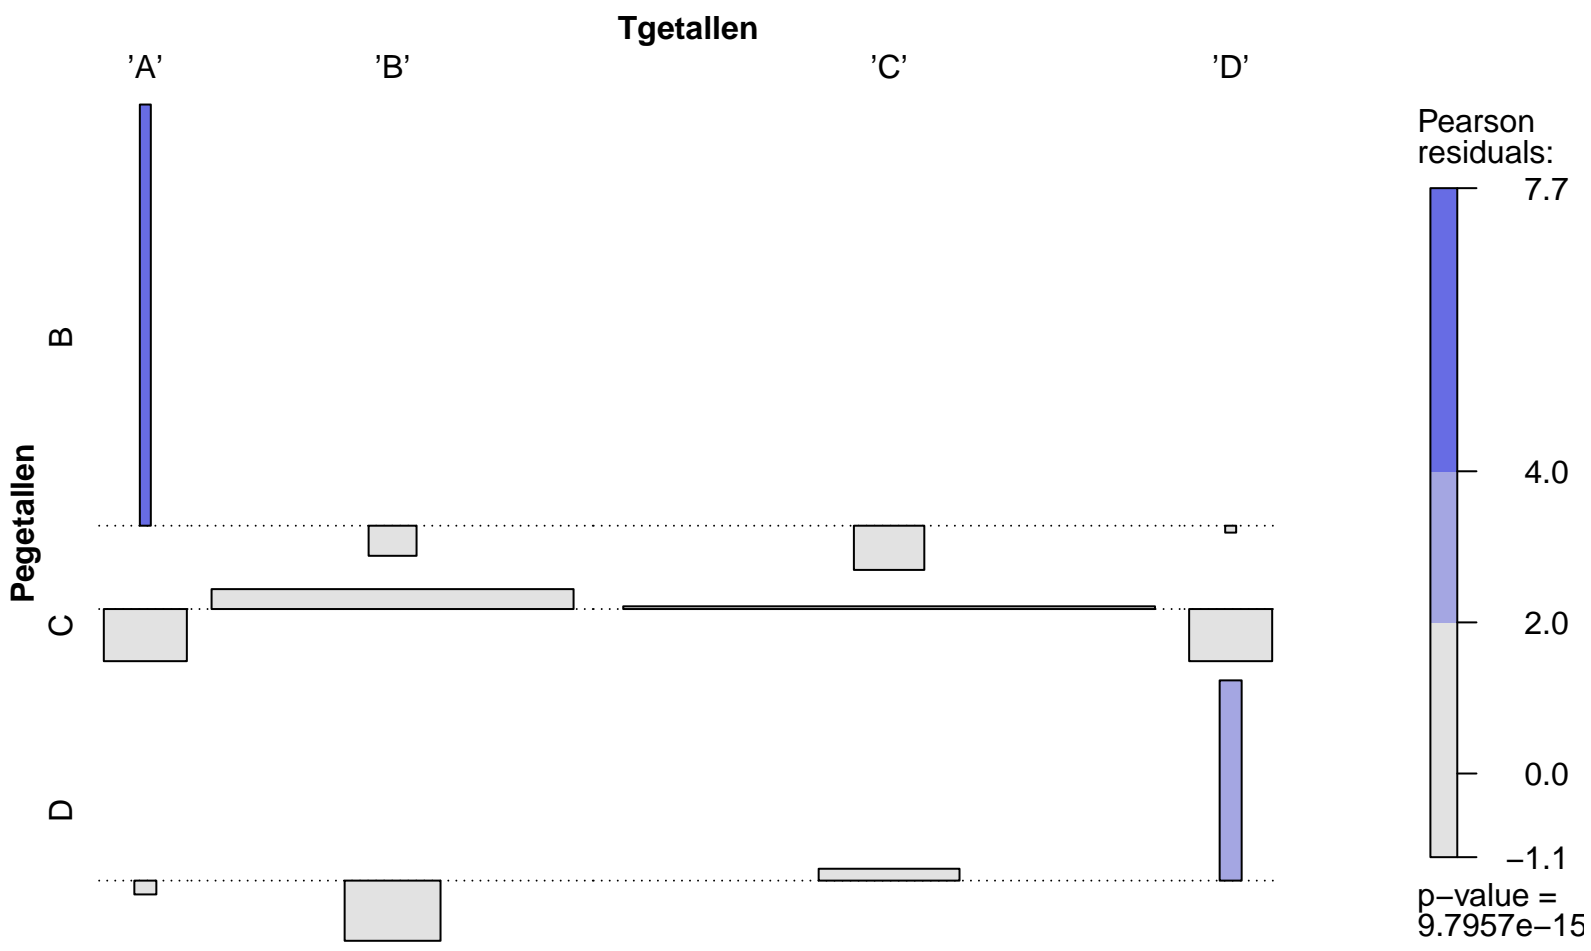 Tgetallen
’A’ ’B’ ’C’ ’D’
Pegetallen
B
C
D
Pearson
residuals:
7.7
4.0
2.0
0.0
−1.1
p−value =
9.7957e−15